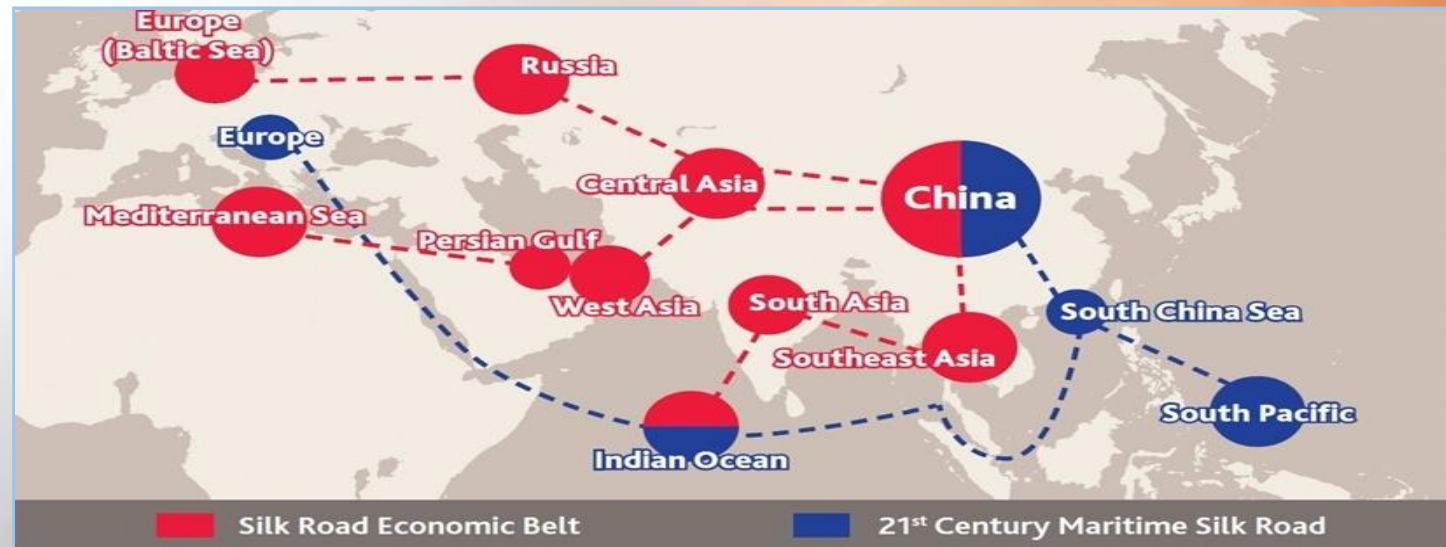 Europe
(Baltic Sea)
Russia
Europe
Central Asia
China
Mediterranean Sea
Persian Gulf
West Asia
South Asia
South China Sea
Southeast Asia
South Pacific
Indian Ocean
Silk Road Economic Belt
21st Century Maritime Silk Road